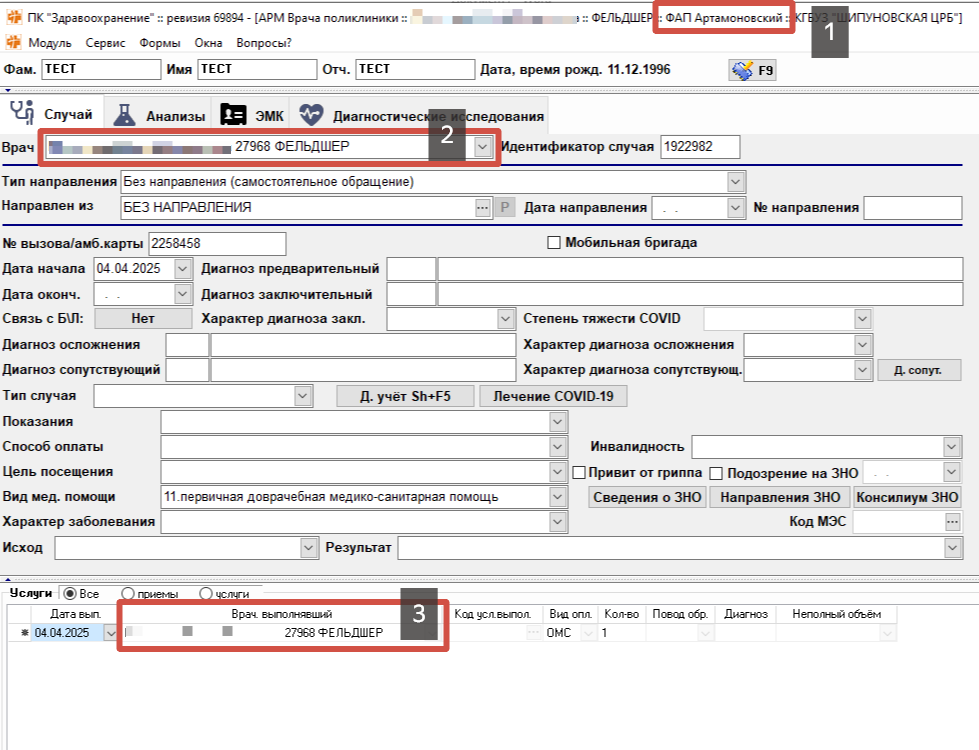 ПК "Здравоохранение" :: ревизия 69894 - [АРМ Врача поликлиники :: :: ФЕЛЬДШЕР :: ФАП Артамоновский :: КГБУЗ "ШИПУНОВСКАЯ ЦРБ"]
1
Модуль Сервис Формы Окна Вопросы?
Фам. ТЕСТ Имя ТЕСТ Отч. ТЕСТ Дата, время рожд. 11.12.1996 F9
Случай Анализы ЭМК Диагностические исследования
2
Врач 27968 ФЕЛЬДШЕР Идентификатор случая 1922982
Тип направления Без направления (самостоятельное обращение)
Направлен из БЕЗ НАПРАВЛЕНИЯ ... Р Дата направления . . № направления
№ вызова/амб.карты 2258458 Мобильная бригада
Дата начала 04.04.2025 Диагноз предварительный
Дата оконч. . . Диагноз заключительный
Связь с Б\Л: Нет Характер диагноза закл. Степень тяжести COVID
Диагноз осложнения Характер диагноза осложнения
Диагноз сопутствующий Характер диагноза сопутствующ. Д. сопут.
Тип случая Д. учёт Sh+F5 Лечение COVID-19
Показания
Способ оплаты Инвалидность
Цель посещения Привит от гриппа Подозрение на ЗНО . .
Вид мед. помощи 11.первичная доврачебная медико-санитарная помощь Сведения о ЗНО Направления ЗНО Консилиум ЗНО
Характер заболевания Код МЭС ...
Исход Результат
Услуги Все приемы услуги
3
Дата вып. Врач, выполнявший Код усл.выпол. Вид опл. Кол-во Повод обр. Диагноз Неполный объём
04.04.2025 27968 ФЕЛЬДШЕР ... ОМС 1